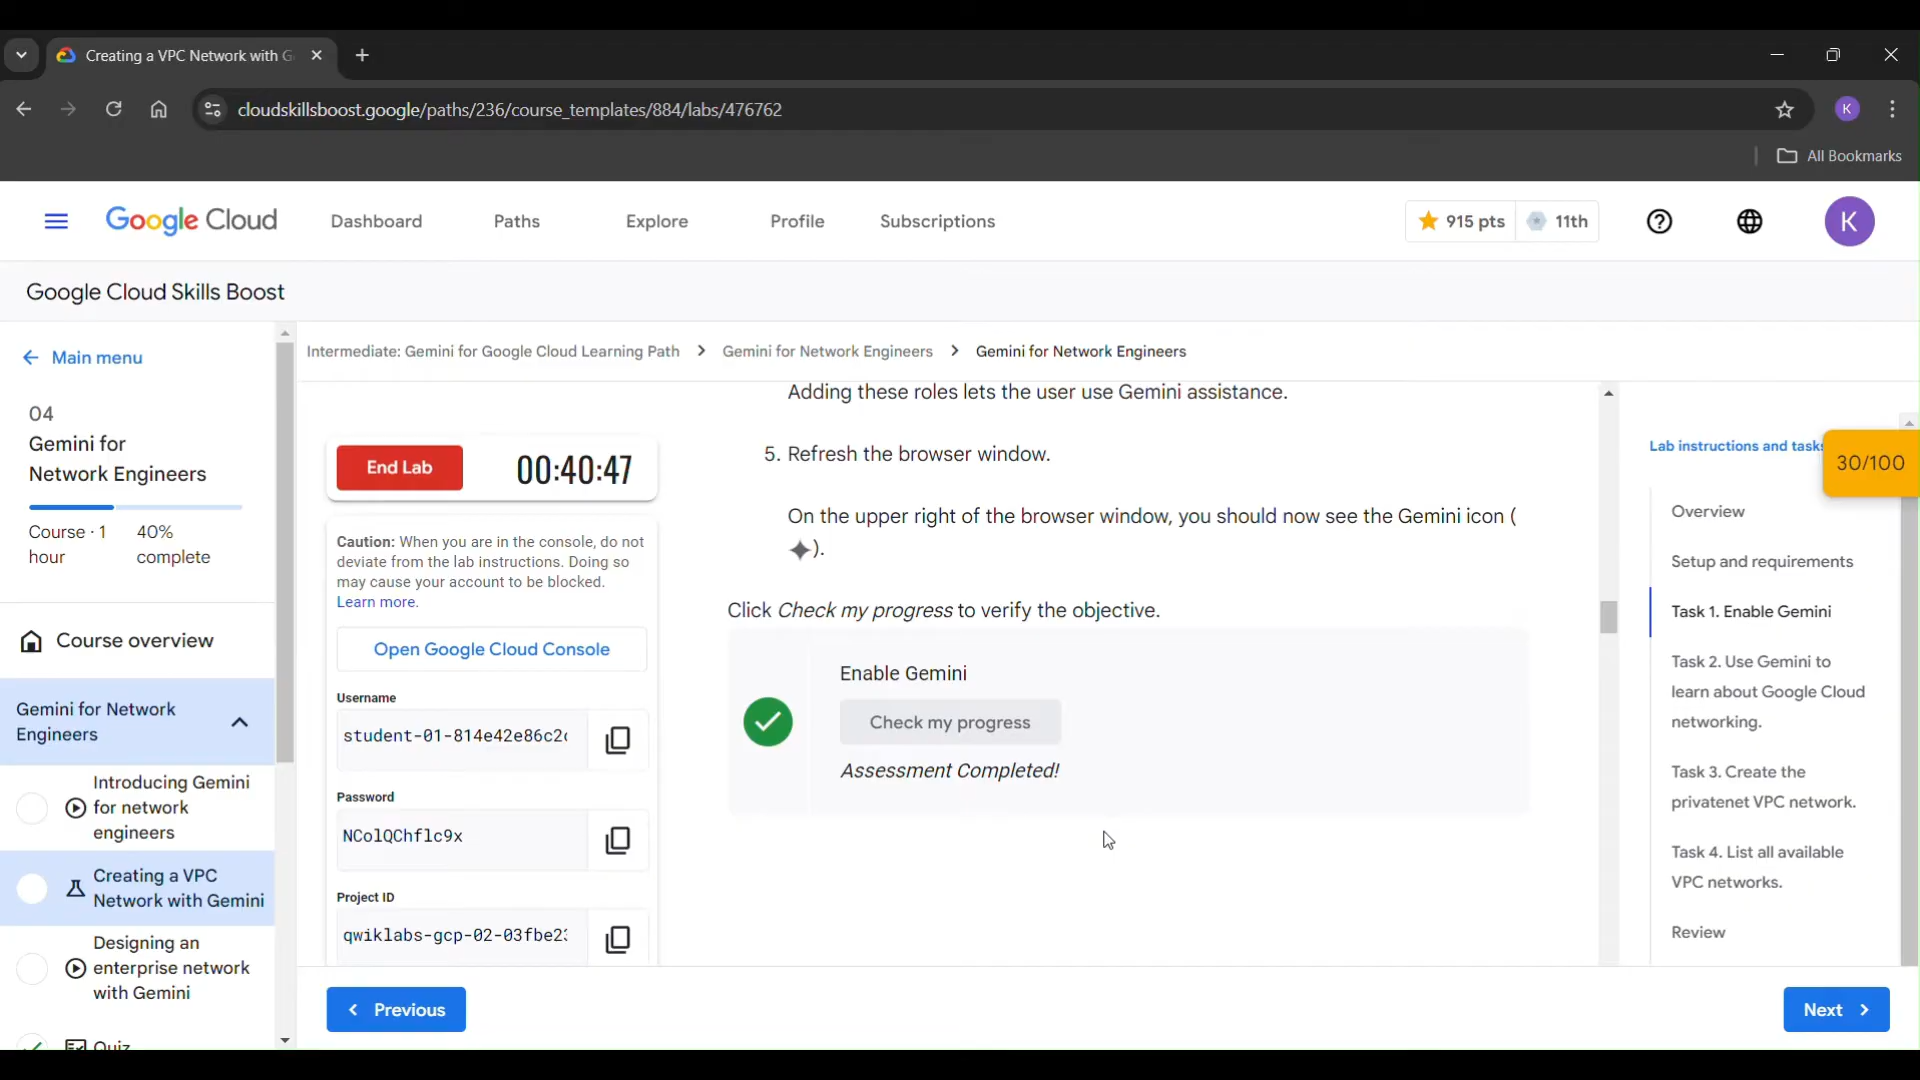 Creating a VPC Network with G
cloudskillsboost.google/paths/236/course_templates/884/labs/476762
K
All Bookmarks
Google Cloud
Dashboard
Paths
Explore
Profile
Subscriptions
915 pts
11th
K
Google Cloud Skills Boost
Main menu
04
Gemini for
Network Engineers
Course · 1
hour
40%
complete
Course overview
Gemini for Network
Engineers
Introducing Gemini
for network
engineers
Creating a VPC
Network with Gemini
Designing an
enterprise network
with Gemini
Quiz
Intermediate: Gemini for Google Cloud Learning Path > Gemini for Network Engineers > Gemini for Network Engineers
End Lab
00:40:47
Caution: When you are in the console, do not
deviate from the lab instructions. Doing so
may cause your account to be blocked.
Learn more.
Open Google Cloud Console
Username
student-01-814e42e86c2
Password
NColQChflc9x
Project ID
qwiklabs-gcp-02-03fbe23
Adding these roles lets the user use Gemini assistance.
5. Refresh the browser window.
On the upper right of the browser window, you should now see the Gemini icon (
).
Click Check my progress to verify the objective.
Enable Gemini
Check my progress
Assessment Completed!
Lab instructions and tasks
30/100
Overview
Setup and requirements
Task 1. Enable Gemini
Task 2. Use Gemini to
learn about Google Cloud
networking.
Task 3. Create the
privatenet VPC network.
Task 4. List all available
VPC networks.
Review
Previous
Next